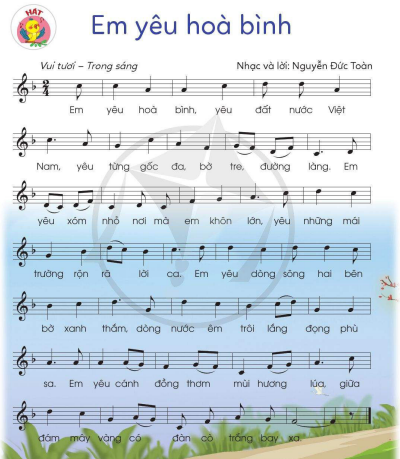 HÁT
Em yêu hoà bình
Vui tươi – Trong sáng
Nhạc và lời: Nguyễn Đức Toàn
2
4
Em yêu hoà bình, yêu đất nước Việt
Nam, yêu từng gốc đa, bờ tre, đường làng. Em
yêu xóm nhỏ nơi mà em khôn lớn, yêu những mái
trường rộn rã lời ca. Em yêu dòng sông hai bên
bờ xanh thắm, dòng nước êm trôi lắng đọng phù
sa. Em yêu cánh đồng thơm mùi hương lúa, giữa
đám mây vàng có đàn cò trắng bay xa.